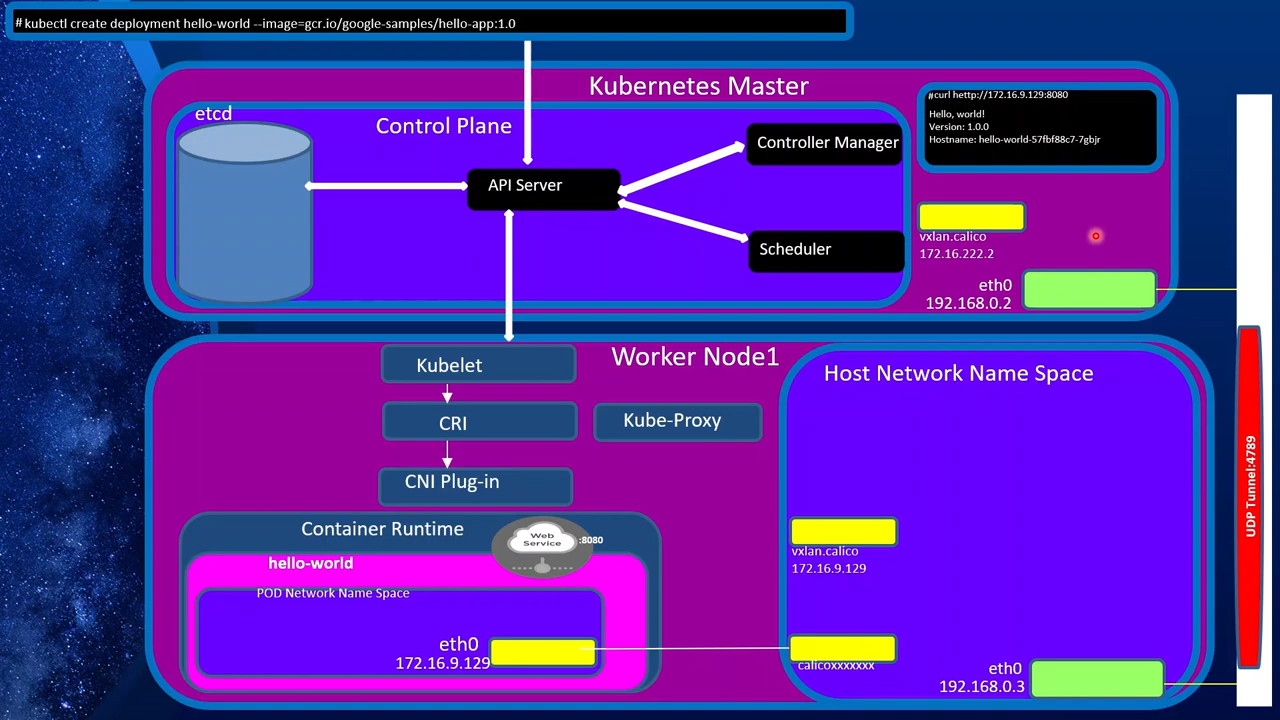 #kubectl create deployment hello-world --image=gcr.io/google-samples/hello-app:1.0
Kubernetes Master
etcd
Control Plane
API Server
Controller Manager
Scheduler
#curl hettp://172.16.9.129:8080
Hello, world!
Version: 1.0.0
Hostname: hello-world-57fbf88c7-7gbjr
vxlan.calico
172.16.222.2
eth0
192.168.0.2
Worker Node1
Kubelet
CRI
Kube-Proxy
CNI Plug-in
Container Runtime
Web
Service
:8080
hello-world
POD Network Name Space
eth0
172.16.9.129
Host Network Name Space
vxlan.calico
172.16.9.129
calicoxxxxxxx
eth0
192.168.0.3
UDP Tunnel:4789